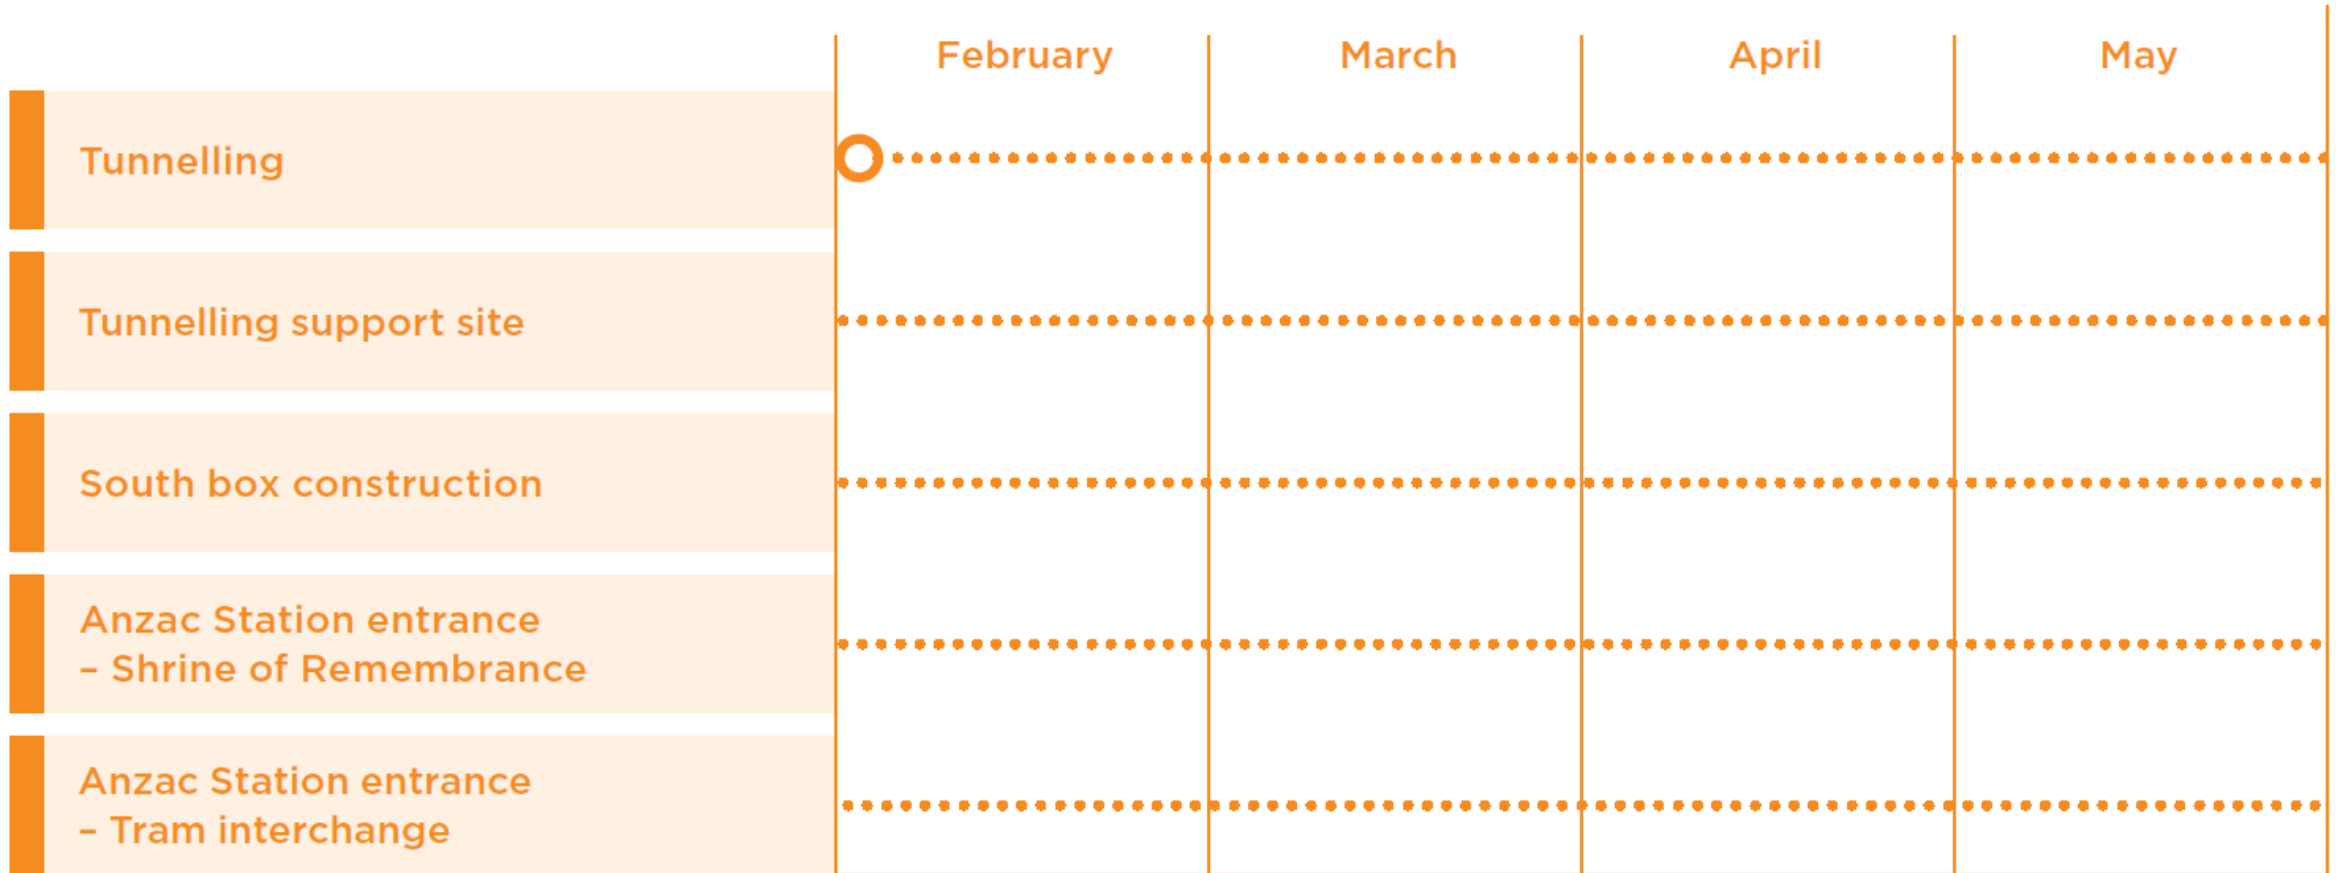 February March April May
Tunnelling
Tunnelling support site
South box construction
Anzac Station entrance
– Shrine of Remembrance
Anzac Station entrance
– Tram interchange